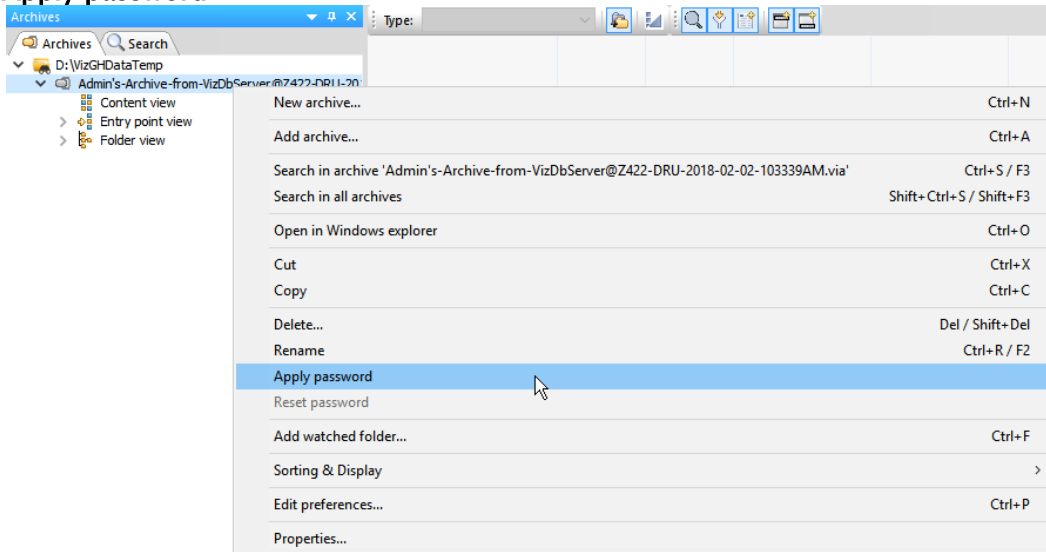 Apply password
Archives
Type:
Archives Search
D:\VizGHDataTemp
Admin's-Archive-from-VizDbServer@Z422-DRU-201
Content view
Entry point view
Folder view
New archive... Ctrl+N
Add archive... Ctrl+A
Search in archive 'Admin's-Archive-from-VizDbServer@Z422-DRU-2018-02-02-103339AM.via' Ctrl+S / F3
Search in all archives Shift+Ctrl+S / Shift+F3
Open in Windows explorer Ctrl+O
Cut Ctrl+X
Copy Ctrl+C
Delete... Del / Shift+Del
Rename Ctrl+R / F2
Apply password
Reset password
Add watched folder... Ctrl+F
Sorting & Display
Edit preferences... Ctrl+P
Properties...